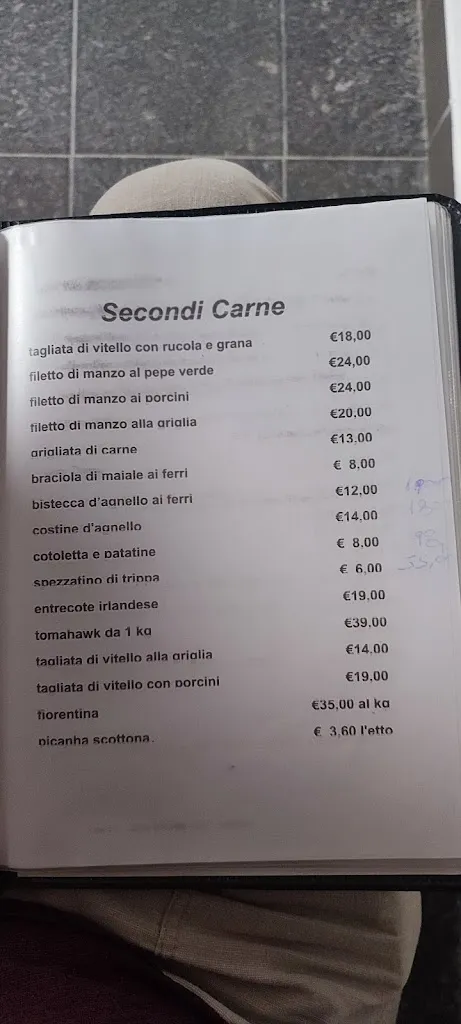 Secondi Carne
tagliata di vitello con rucola e grana €18,00
filetto di manzo al pepe verde €24,00
filetto di manzo ai porcini €24,00
filetto di manzo alla griglia €20,00
grigliata di carne €13,00
braciola di maiale ai ferri € 8,00
bistecca d'agnello ai ferri €12,00
costine d'agnello €14,00
cotoletta e patatine € 8,00
spezzatino di trippa € 6,00
entrecote irlandese €19,00
tomahawk da 1 kg €39,00
tagliata di vitello alla griglia €14,00
tagliata di vitello con porcini €19,00
fiorentina €35,00 al kg
picanha scottona. € 3,60 l'etto